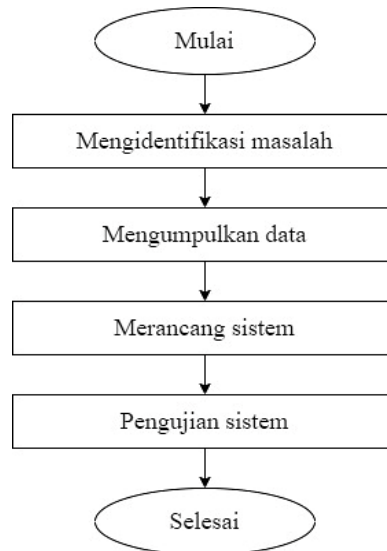 Mulai
Mengidentifikasi masalah
Mengumpulkan data
Merancang sistem
Pengujian sistem
Selesai